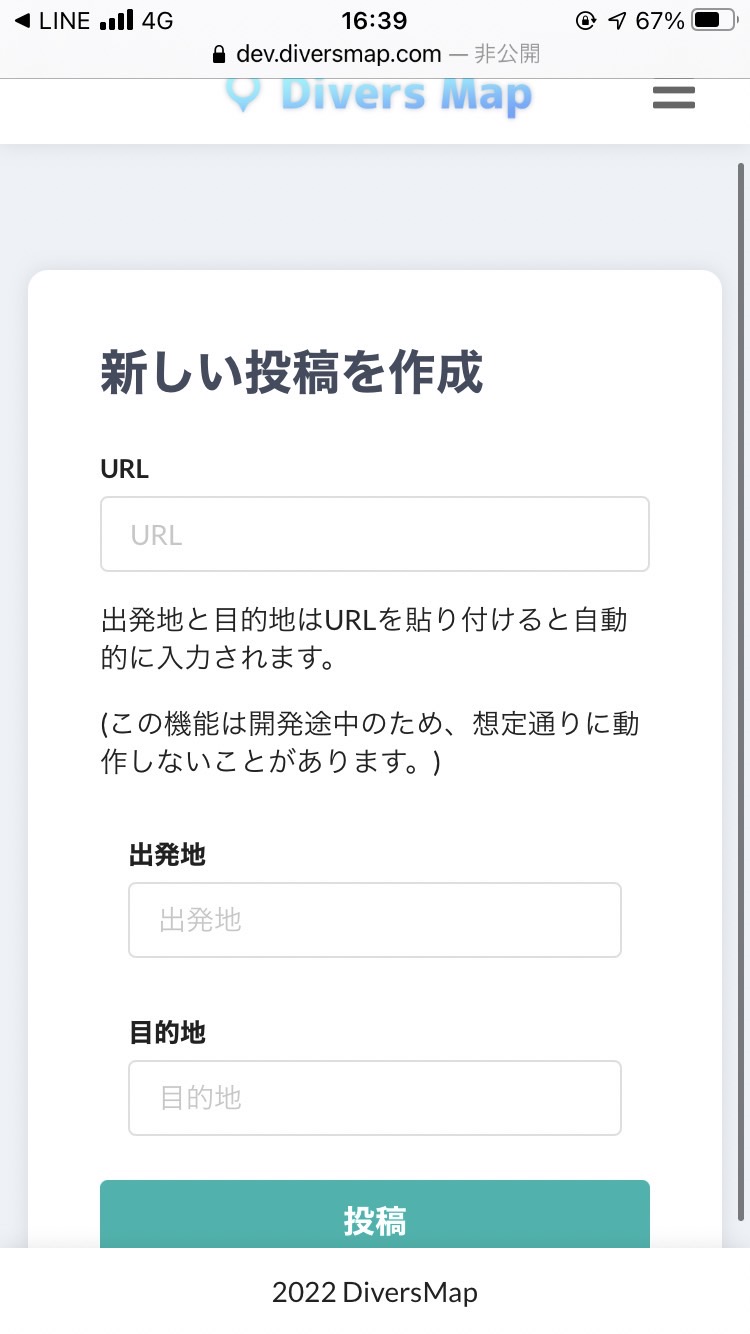 LINE 4G 16:39 67%
dev.diversmap.com — 非公開
Divers Map
新しい投稿を作成
URL
URL
出発地と目的地はURLを貼り付けると自動
的に入力されます。
(この機能は開発途中のため、想定通りに動
作しないことがあります。)
出発地
出発地
目的地
目的地
投稿
2022 DiversMap